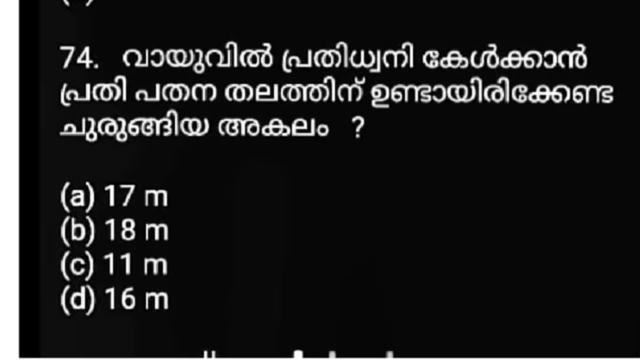 74. വായുവിൽ പ്രതിധ്വനി കേൾക്കാൻ
പ്രതി പതന തലത്തിന് ഉണ്ടായിരിക്കേണ്ട
ചുരുങ്ങിയ അകലം ?
(a) 17 m
(b) 18 m
(c) 11 m
(d) 16 m